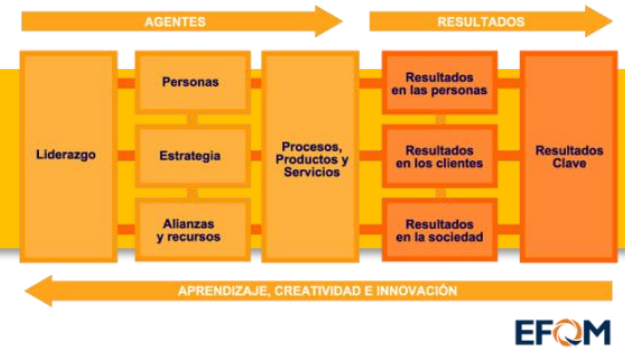 AGENTES
RESULTADOS
Liderazgo
Personas
Estrategia
Alianzas
y recursos
Procesos,
Productos y
Servicios
Resultados
en las personas
Resultados
en los clientes
Resultados
en la sociedad
Resultados
Clave
APRENDIZAJE, CREATIVIDAD E INNOVACIÓN
EFQM